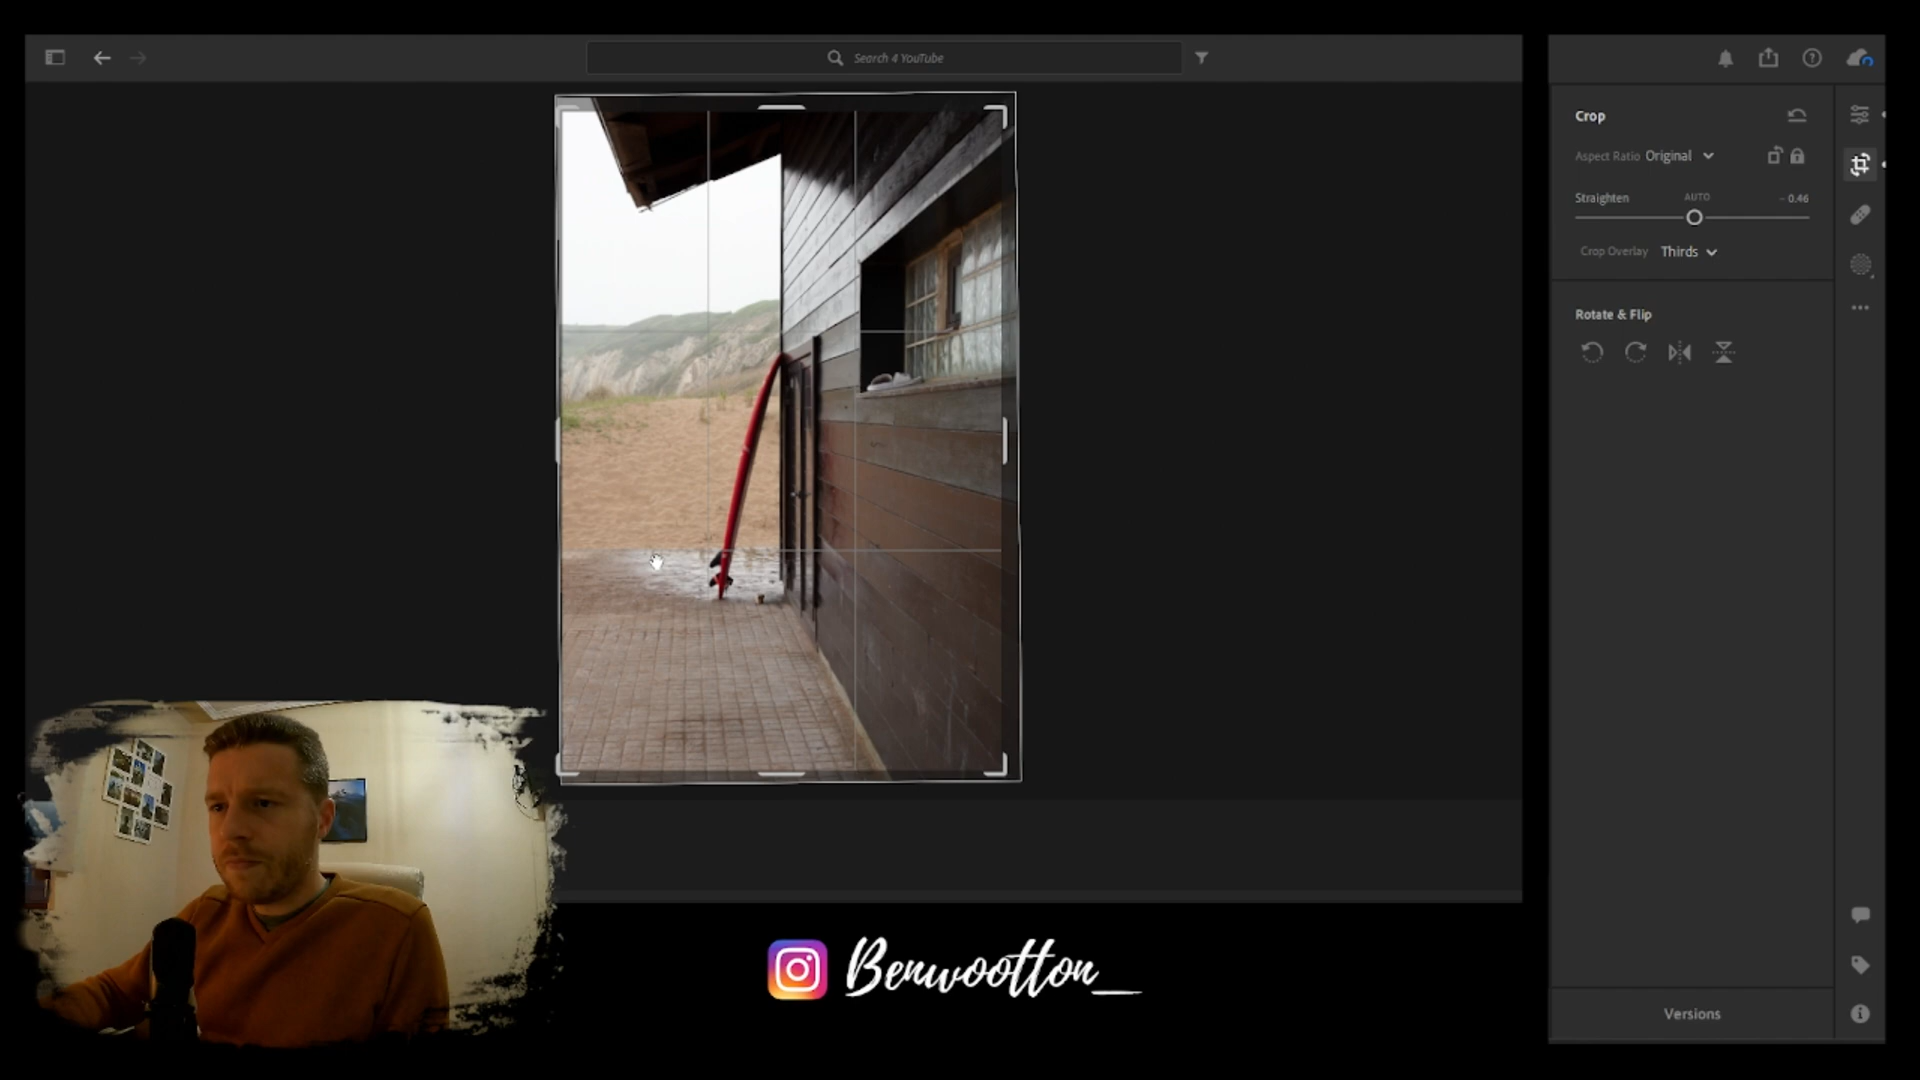 Search 4 YouTube
Crop
Aspect Ratio Original
Straighten AUTO - 0.46
Crop Overlay Thirds
Rotate & Flip
Versions
Benwootton_